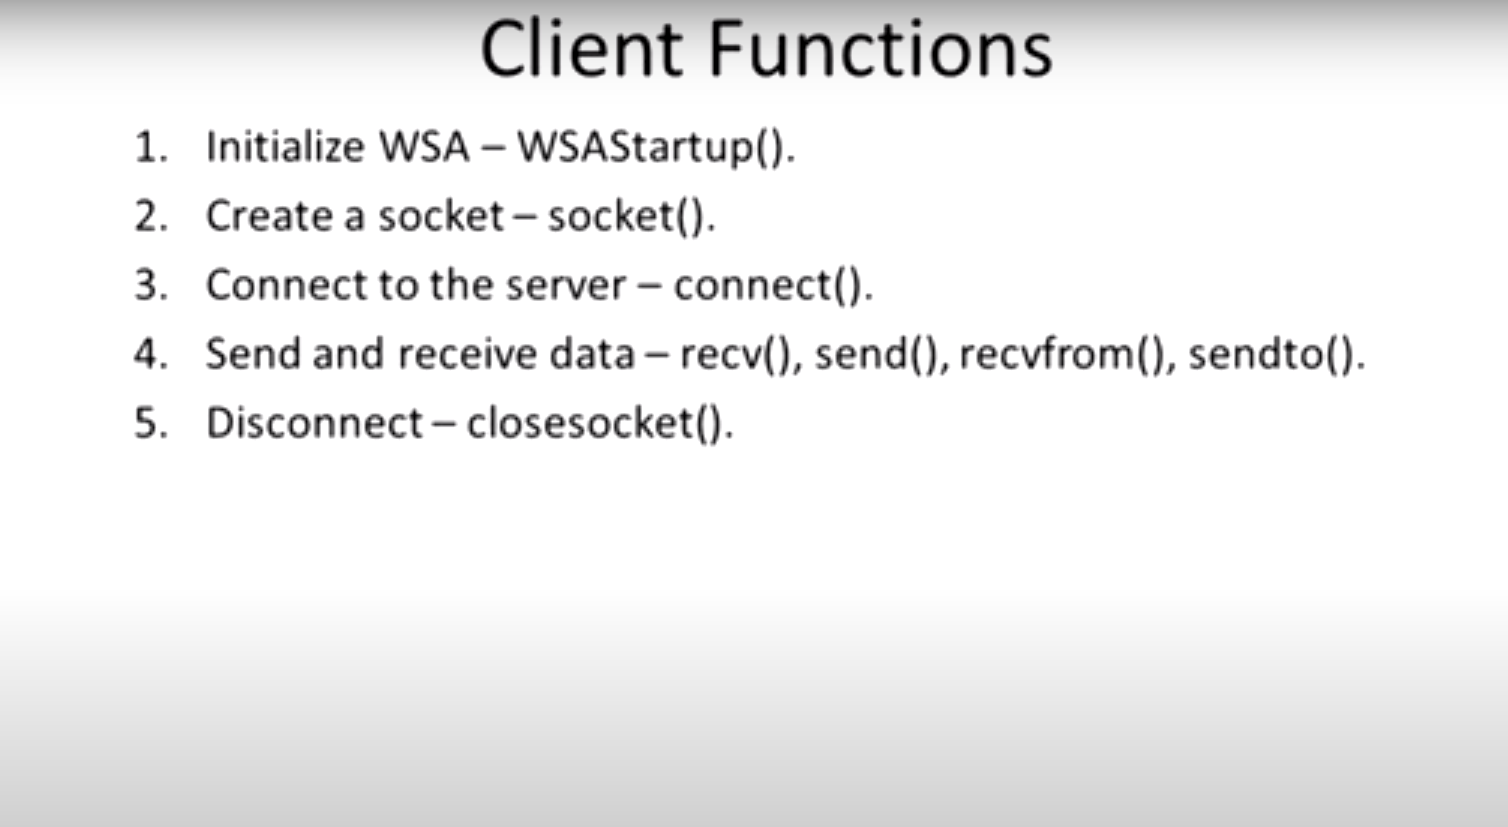 Client Functions
1. Initialize WSA – WSAStartup().
2. Create a socket – socket().
3. Connect to the server – connect().
4. Send and receive data – recv(), send(), recvfrom(), sendto().
5. Disconnect – closesocket().